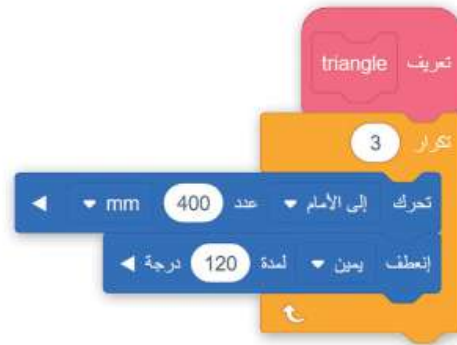 تعريف triangle
تكرار 3
تحرك إلى الأمام عدد 400 mm
إنعطف يمين لمدة 120 درجة